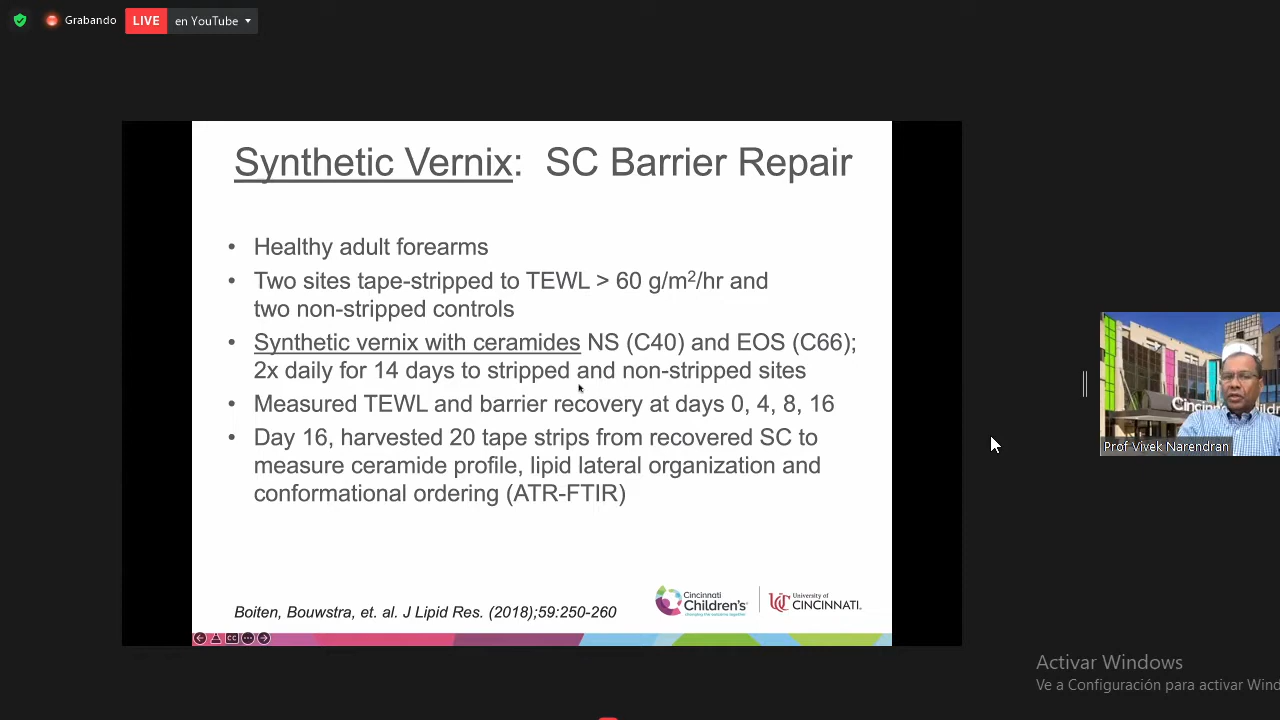 Grabando
LIVE
en YouTube
Synthetic Vernix: SC Barrier Repair
• Healthy adult forearms
• Two sites tape-stripped to TEWL > 60 g/m²/hr and
two non-stripped controls
• Synthetic vernix with ceramides NS (C40) and EOS (C66);
2x daily for 14 days to stripped and non-stripped sites
• Measured TEWL and barrier recovery at days 0, 4, 8, 16
• Day 16, harvested 20 tape strips from recovered SC to
measure ceramide profile, lipid lateral organization and
conformational ordering (ATR-FTIR)
Cincinnati
Children's
changing the outcome together
University of
CINCINNATI
Boiten, Bouwstra, et. al. J Lipid Res. (2018);59:250-260
CC
Prof Vivek Narendran
Activar Windows
Ve a Configuración para activar Wind